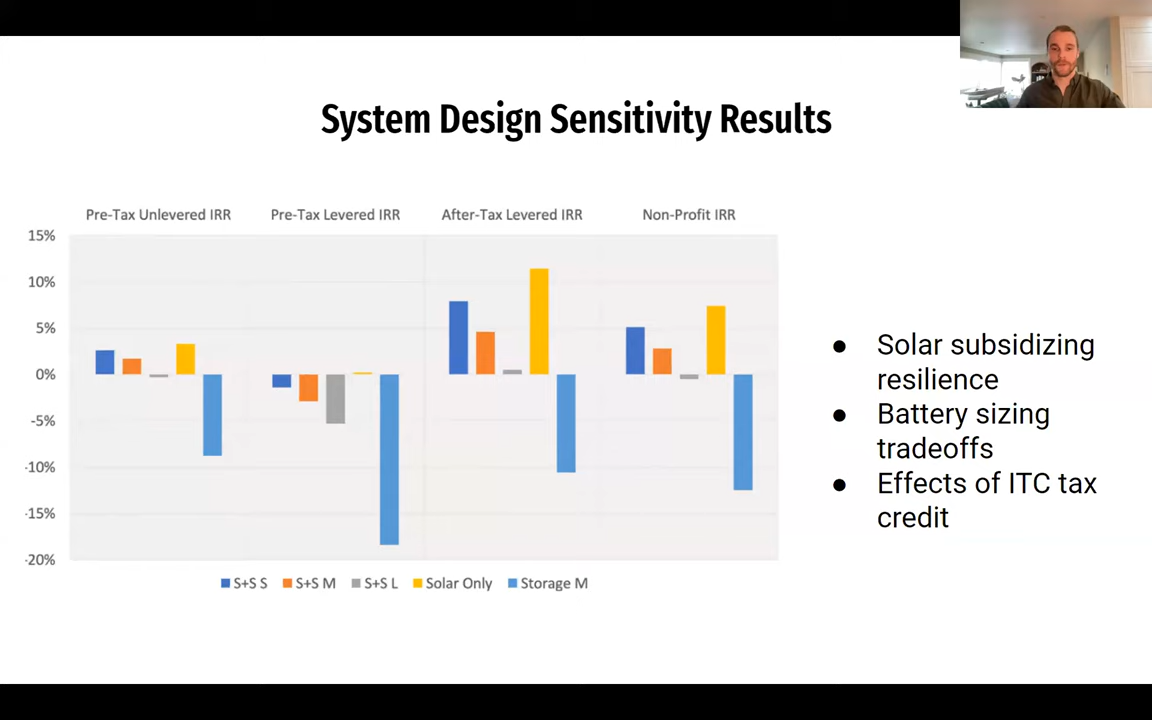 System Design Sensitivity Results
Pre-Tax Unlevered IRR
Pre-Tax Levered IRR
After-Tax Levered IRR
Non-Profit IRR
15%
10%
5%
0%
-5%
-10%
-15%
-20%
S+S S
S+S M
S+S L
Solar Only
Storage M
● Solar subsidizing
resilience
● Battery sizing
tradeoffs
● Effects of ITC tax
credit